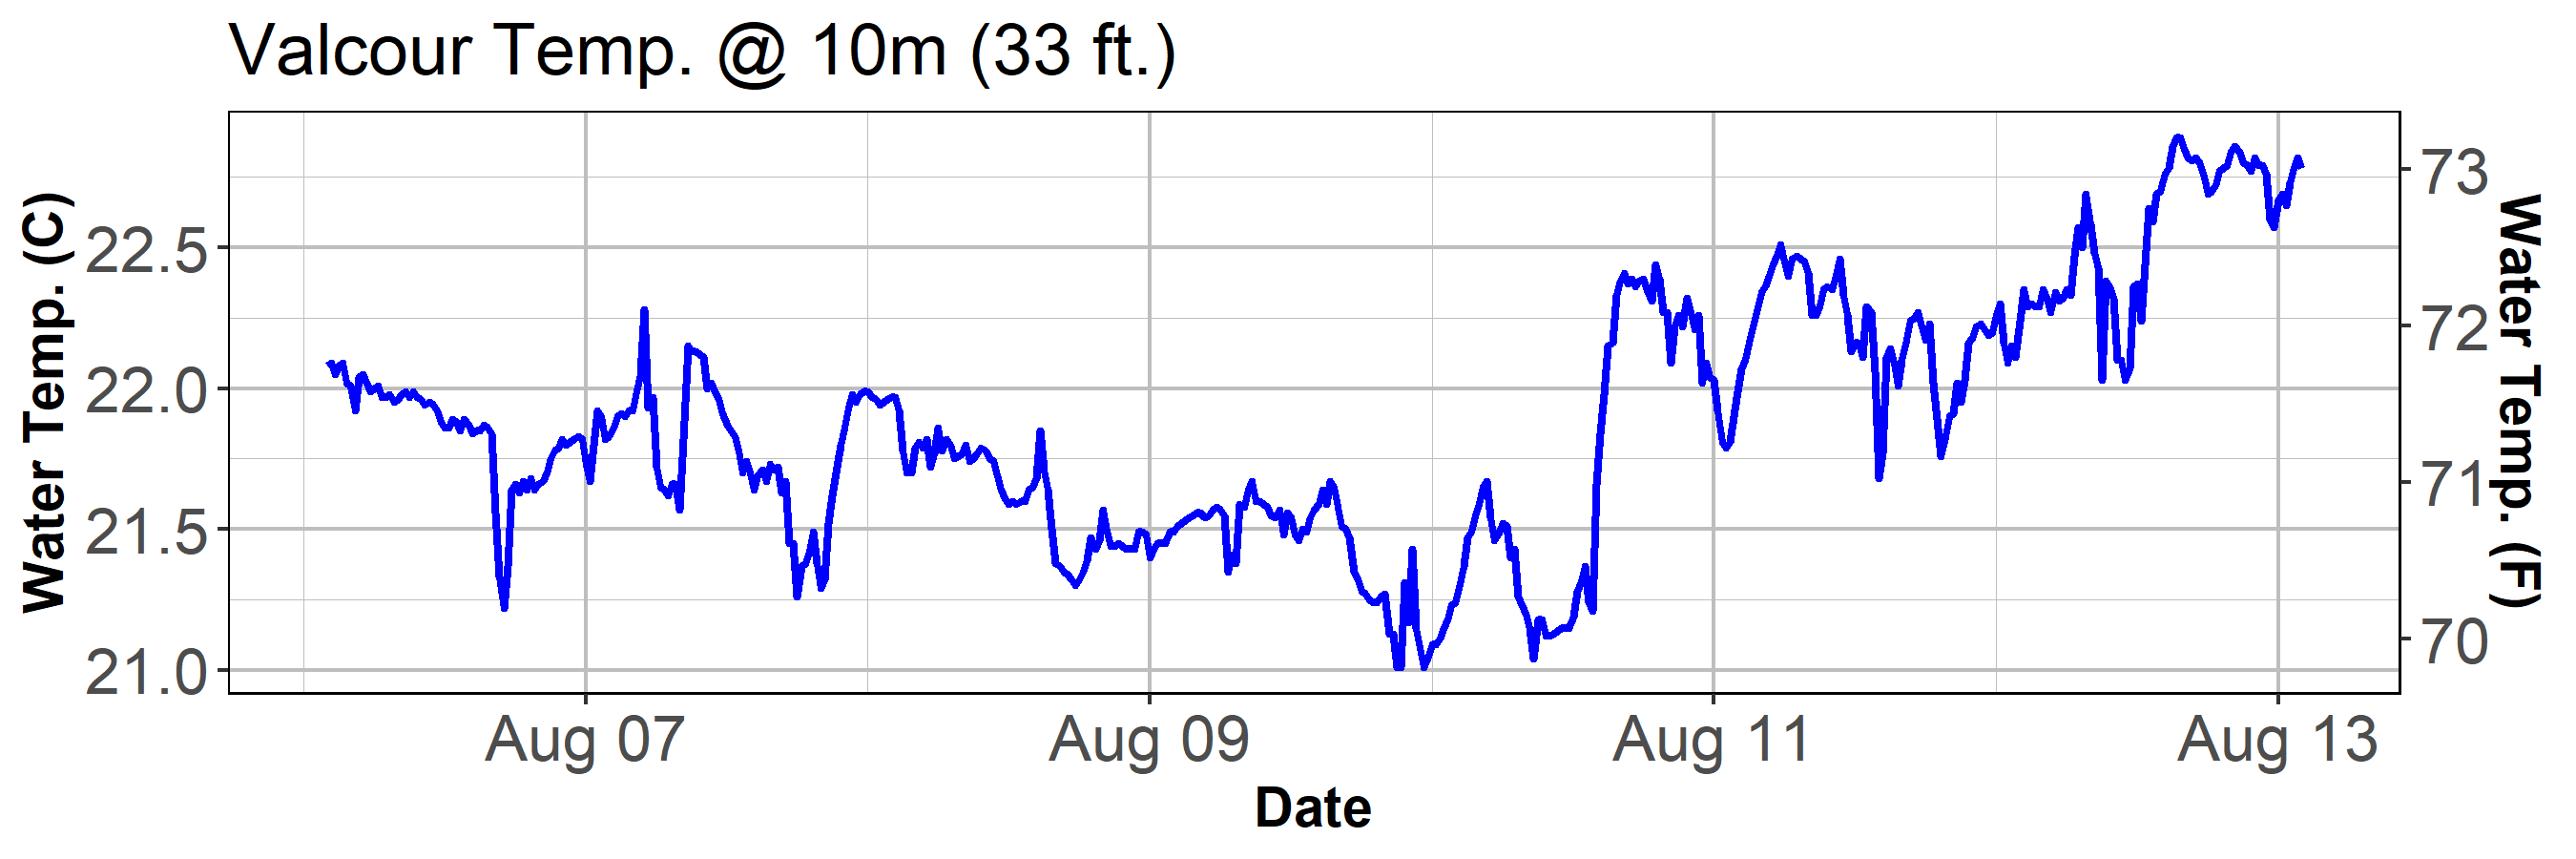 Valcour Temp. @ 10m (33 ft.)
Water Temp. (C)
22.5
22.0
21.5
21.0
73
72
71
70
Water Temp. (F)
Aug 07
Aug 09
Aug 11
Aug 13
Date